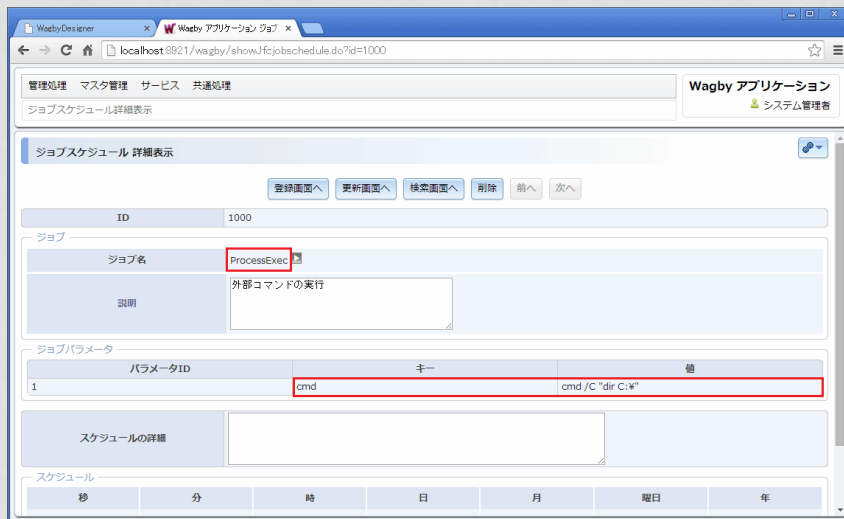 WagbyDesigner
Wagby アプリケーション ジョブ
localhost:8921/wagby/showJfcjobschedule.do?id=1000
管理処理 マスタ管理 サービス 共通処理
Wagby アプリケーション
ジョブスケジュール詳細表示
システム管理者
ジョブスケジュール 詳細表示
登録画面へ 更新画面へ 検索画面へ 削除 前へ 次へ
ID 1000
ジョブ
ジョブ名 ProcessExec
説明 外部コマンドの実行
ジョブパラメータ
パラメータID キー 値
1 cmd cmd /C "dir C:¥"
スケジュールの詳細
スケジュール
秒 分 時 日 月 曜日 年